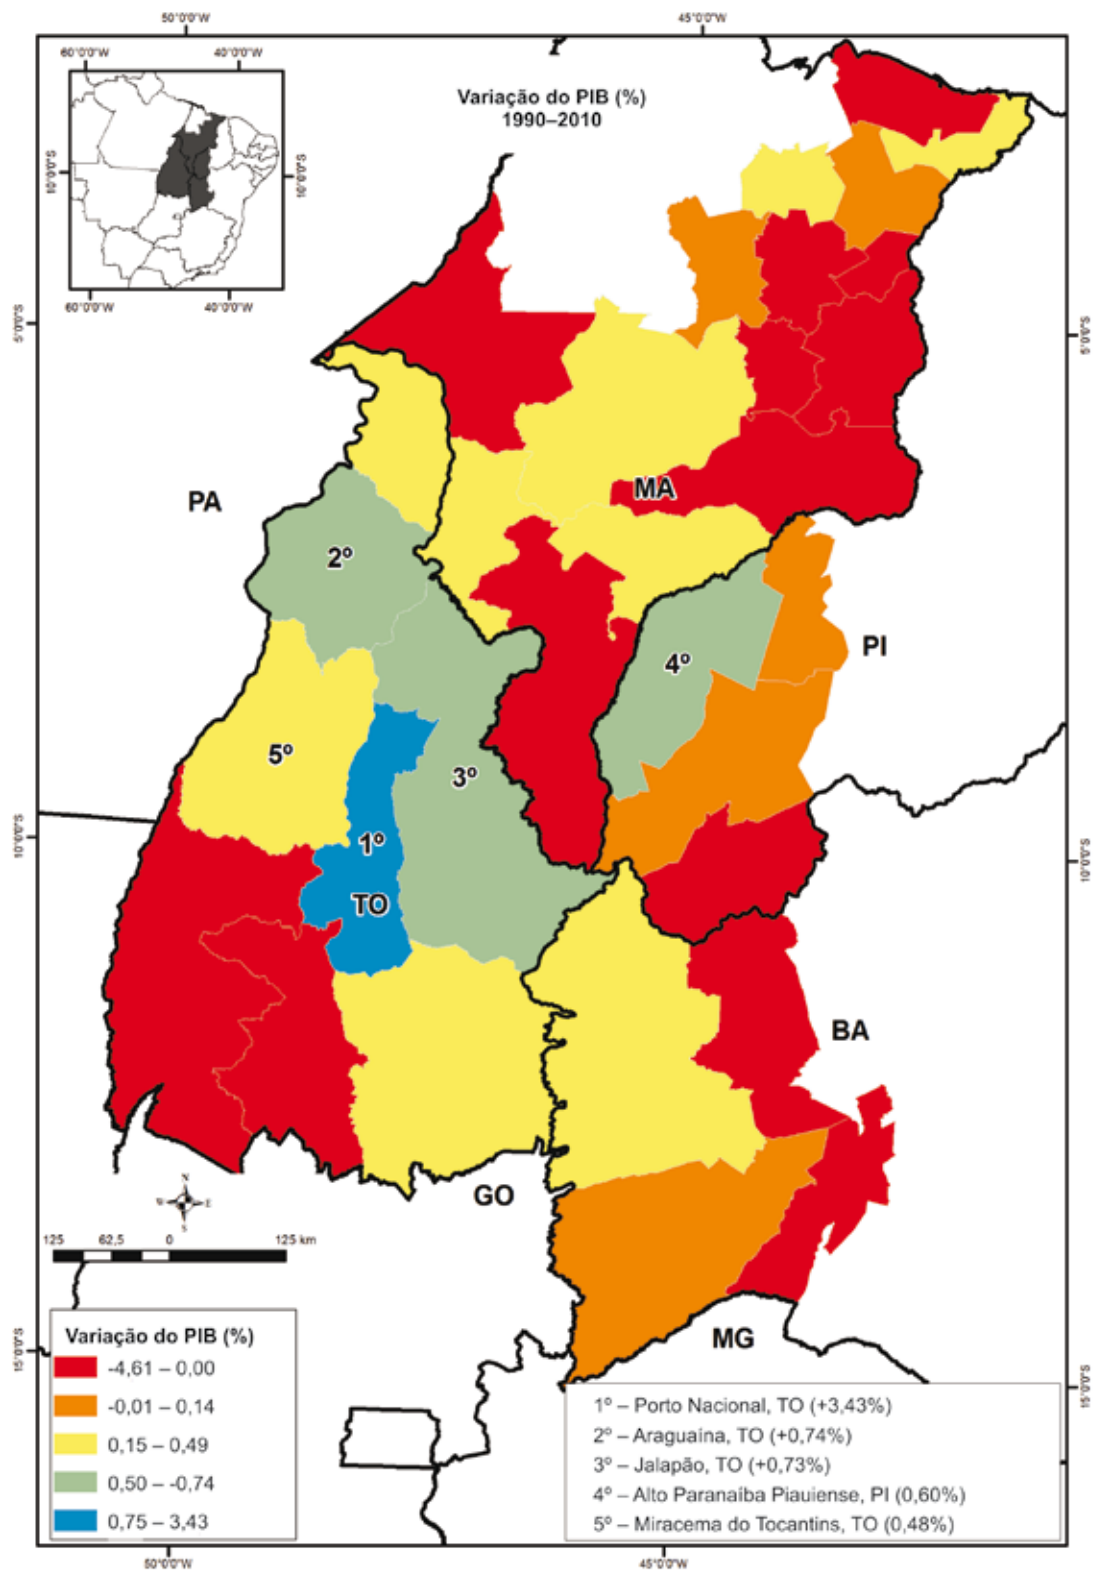 50°0'0"W
45°0'0"W
60°0'0"W
40°0'0"W
Variação do PIB (%)
1990–2010
10°0'0"S
10°0'0"S
60°0'0"W
40°0'0"W
5°0'0"S
5°0'0"S
PA
MA
2º
PI
4º
5º
3º
1º
10°0'0"S
10°0'0"S
TO
BA
N
W
E
S
GO
125
62,5
0
125 km
MG
Variação do PIB (%)
-4,61 – 0,00
-0,01 – 0,14
0,15 – 0,49
0,50 – -0,74
0,75 – 3,43
15°0'0"S
15°0'0"S
1º – Porto Nacional, TO (+3,43%)
2º – Araguaina, TO (+0,74%)
3º – Jalapão, TO (+0,73%)
4º – Alto Paranaíba Piauiense, PI (0,60%)
5º – Miracema do Tocantins, TO (0,48%)
50°0'0"W
45°0'0"W